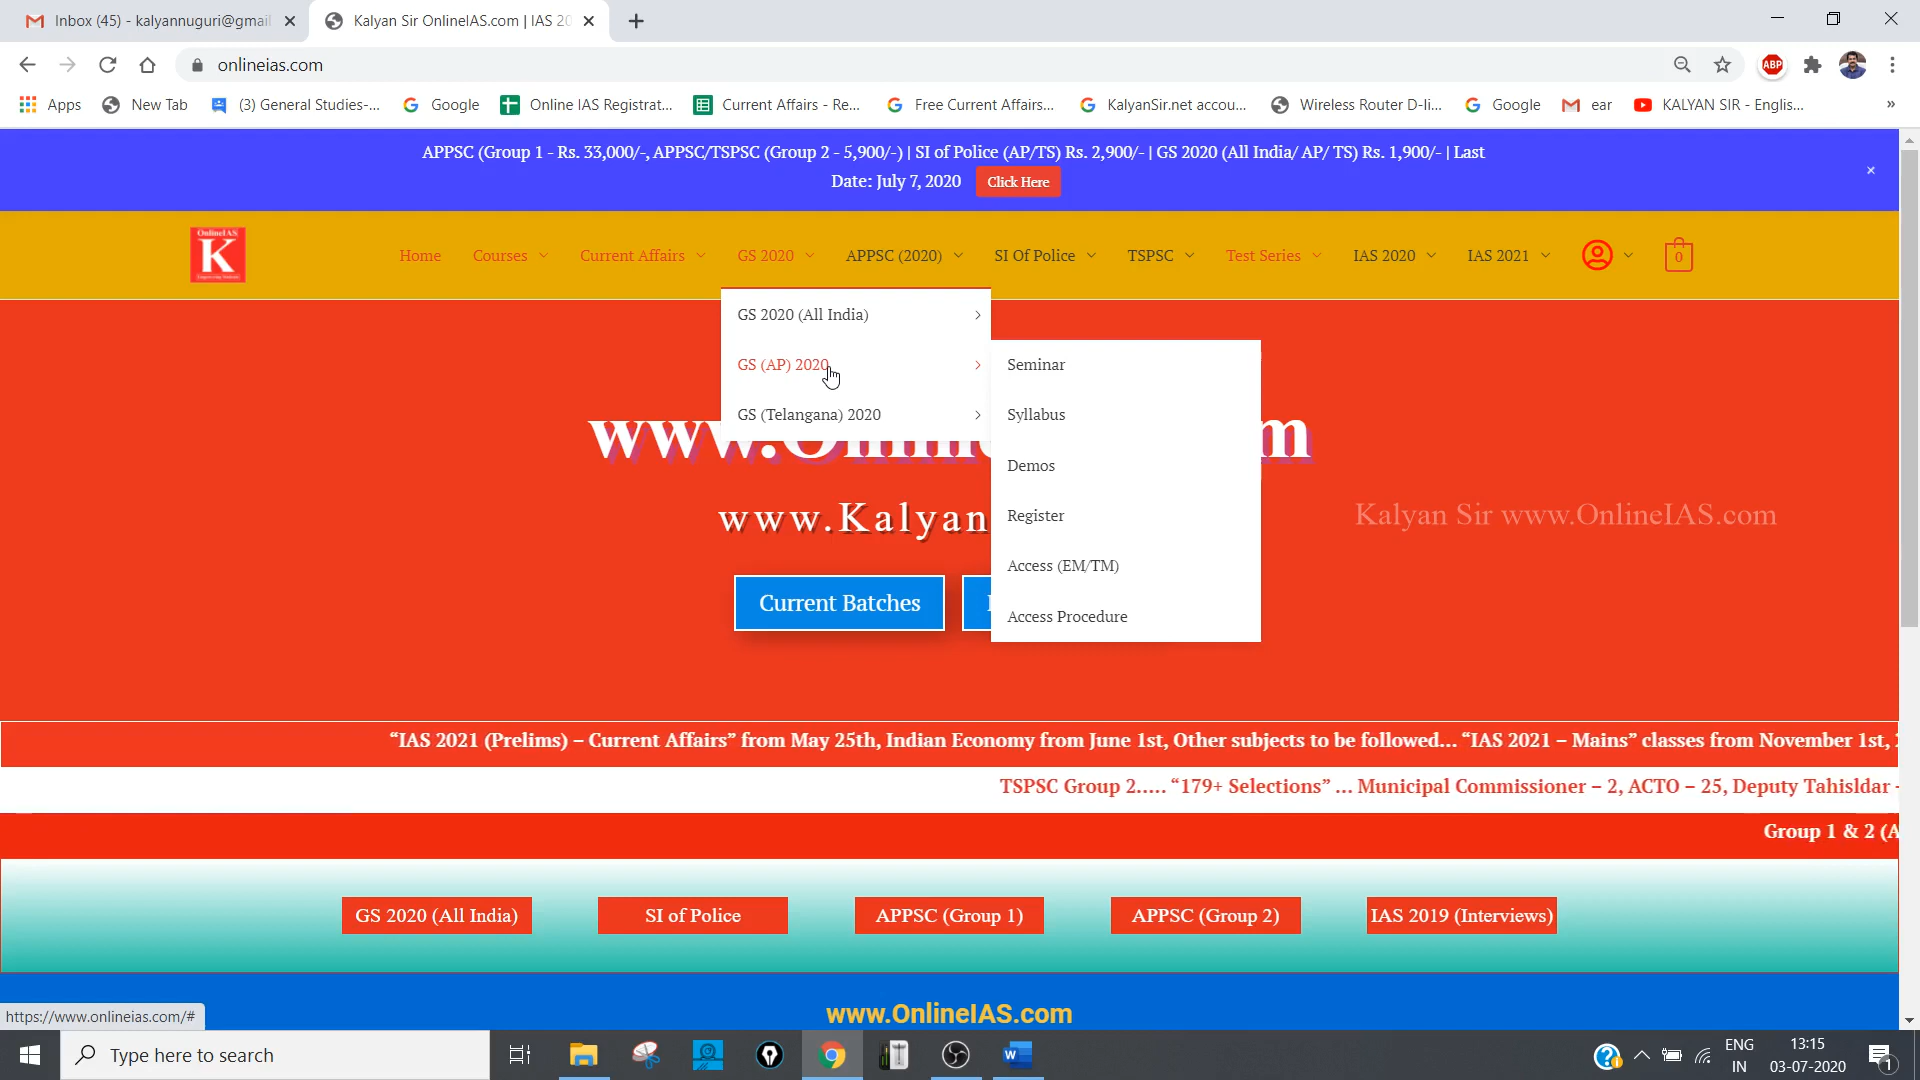 Inbox (45) - kalyannuguri@gmail
Kalyan Sir OnlineIAS.com | IAS 20
onlineias.com
ABP
Apps
New Tab
(3) General Studies-...
Google
Online IAS Registrat...
Current Affairs - Re...
Free Current Affairs...
KalyanSir.net accou...
Wireless Router D-li...
Google
ear
KALYAN SIR - Englis...
»
APPSC (Group 1 - Rs. 33,000/-, APPSC/TSPSC (Group 2 - 5,900/-) | SI of Police (AP/TS) Rs. 2,900/- | GS 2020 (All India/ AP/ TS) Rs. 1,900/- | Last
Date: July 7, 2020 Click Here
OnlineIAS
K
Home
Courses
Current Affairs
GS 2020
APPSC (2020)
SI Of Police
TSPSC
Test Series
IAS 2020
IAS 2021
0
GS 2020 (All India)
GS (AP) 2020
GS (Telangana) 2020
Seminar
Syllabus
Demos
Register
Access (EM/TM)
Access Procedure
www.Kalyan
Kalyan Sir www.OnlineIAS.com
Current Batches
“IAS 2021 (Prelims) – Current Affairs” from May 25th, Indian Economy from June 1st, Other subjects to be followed... “IAS 2021 – Mains” classes from November 1st,
TSPSC Group 2..... “179+ Selections” ... Municipal Commissioner – 2, ACTO – 25, Deputy Tahisldar -
Group 1 & 2 (A
GS 2020 (All India)
SI of Police
APPSC (Group 1)
APPSC (Group 2)
IAS 2019 (Interviews)
www.OnlineIAS.com
https://www.onlineias.com/#
Type here to search
ENG
IN
13:15
03-07-2020
1